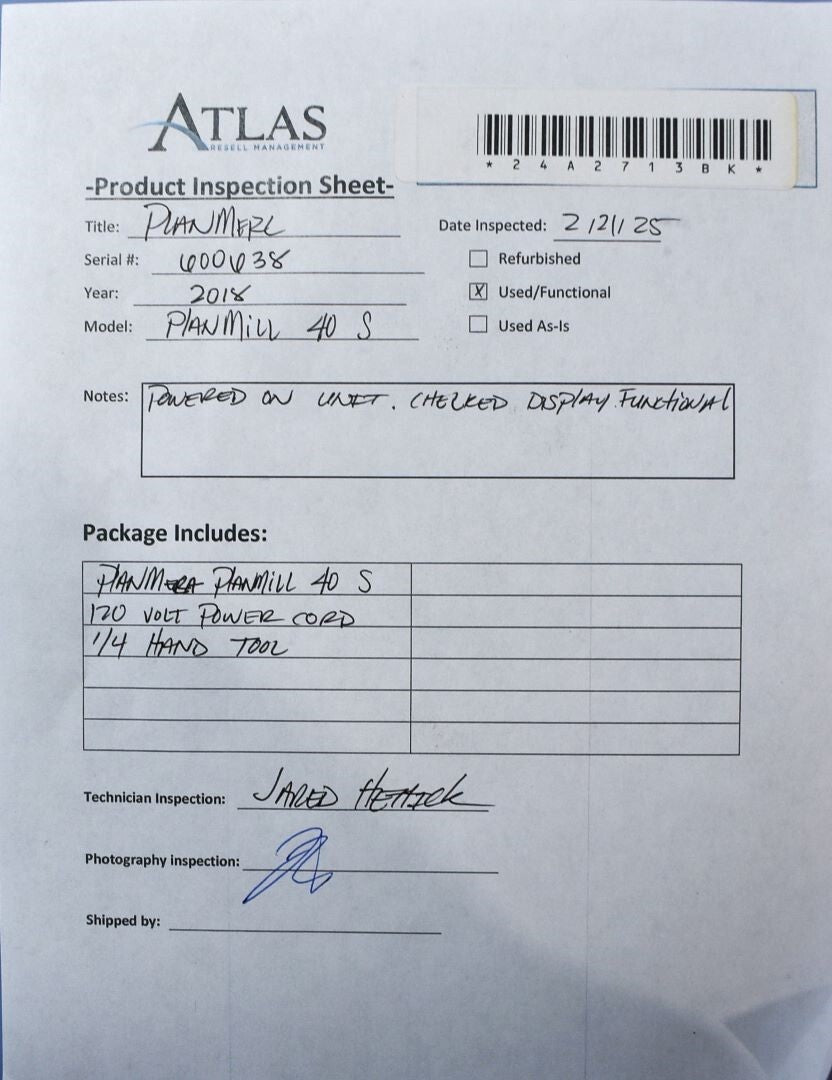 ATLAS
RESELL MANAGEMENT
* 2 4 A 2 7 1 3 B K *
-Product Inspection Sheet-
Title: PLANMERC
Date Inspected: 2/21/25
Serial #: 600638
Refurbished
Year: 2018
X Used/Functional
Model: PlANMill 40 S
Used As-Is
Notes: POWERED ON UNIT. CHECKED DISPLAY FUNCTIONAL
Package Includes:
PLANMECA PLANMILL 40 S
120 VOLT POWER CORD
1/4 HAND TOOL
Technician Inspection: JARED
Photography inspection:
Shipped by: